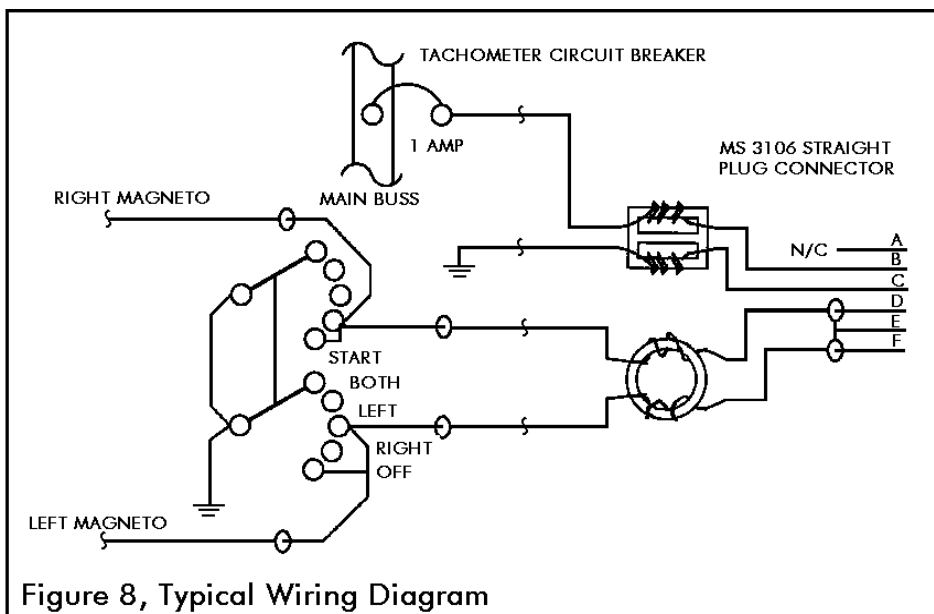 TACHOMETER CIRCUIT BREAKER
1 AMP
MS 3106 STRAIGHT
PLUG CONNECTOR
MAIN BUSS
RIGHT MAGNETO
N/C
A
B
C
D
E
F
START
BOTH
LEFT
RIGHT
OFF
LEFT MAGNETO
Figure 8, Typical Wiring Diagram